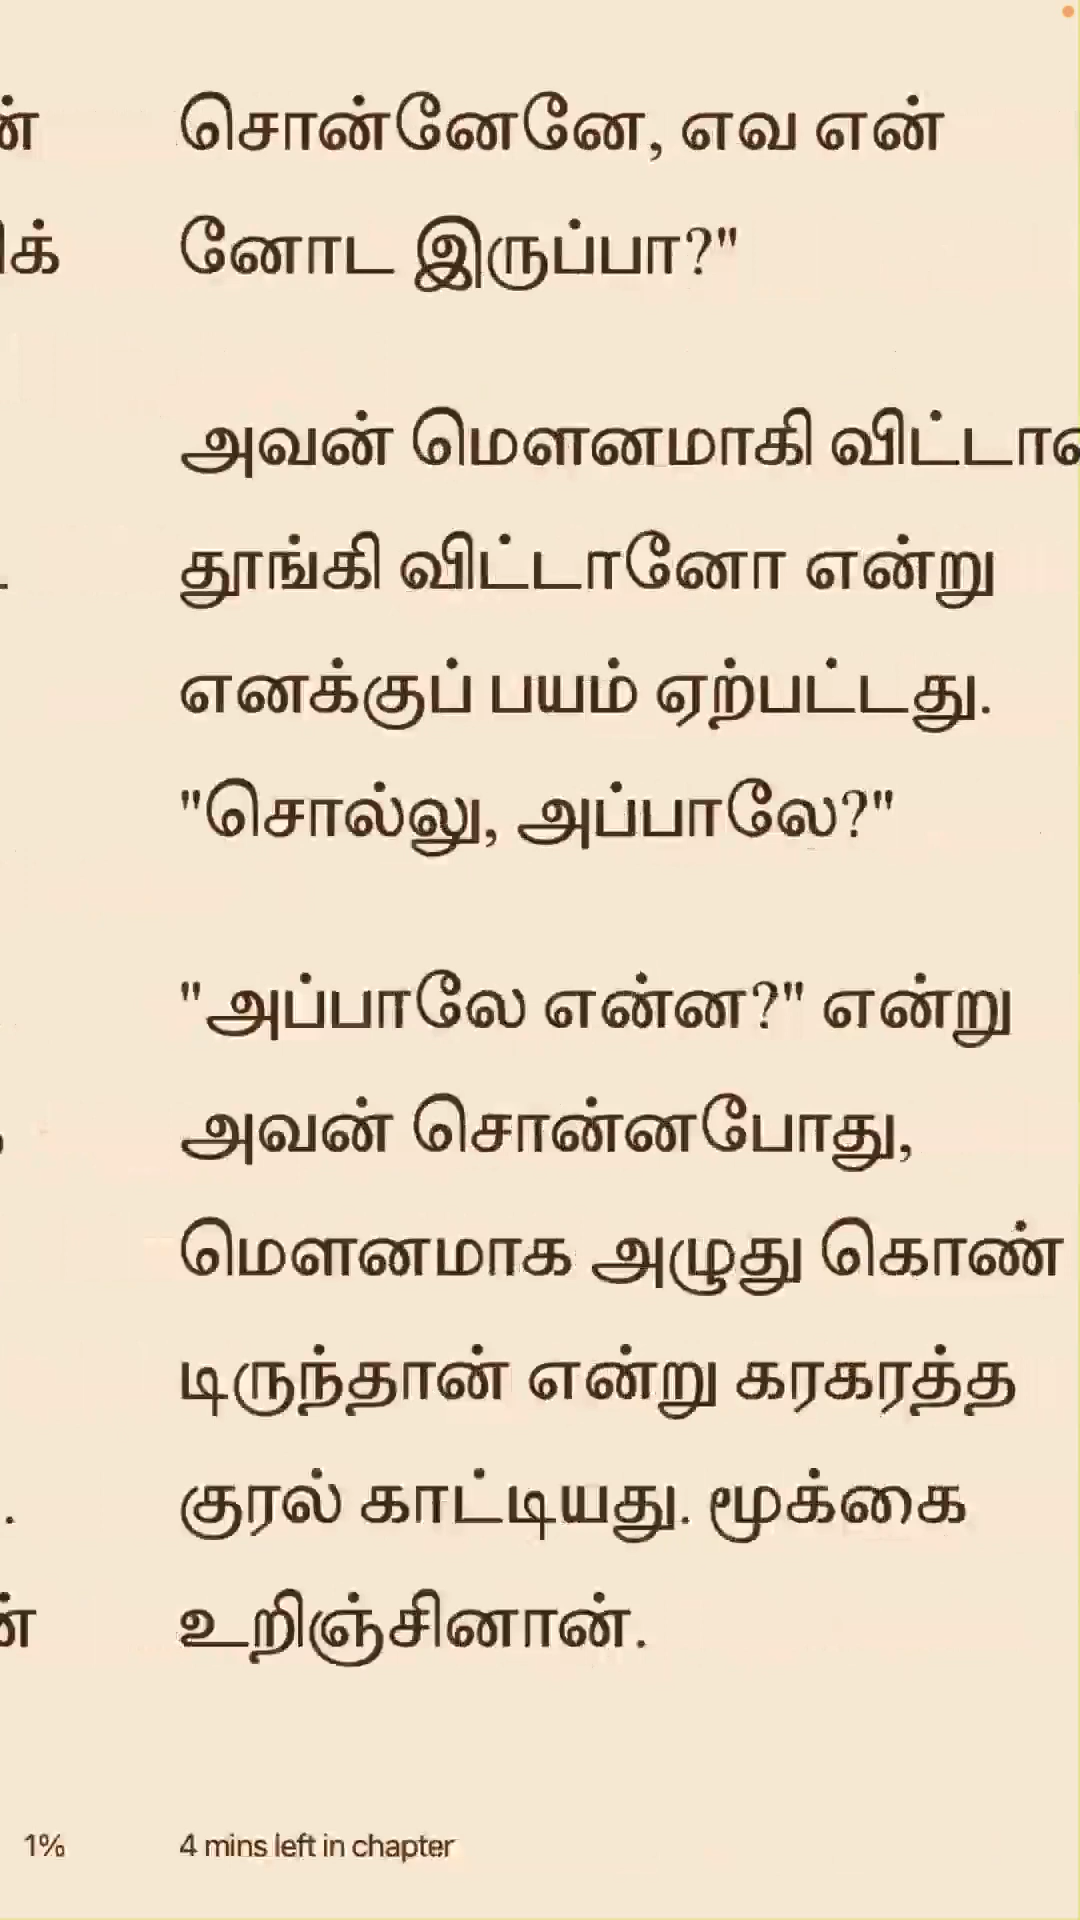 சொன்னேனே, எவ என்
னோட இருப்பா?"
அவன் மௌனமாகி
தூங்கி விட்டானோ என்று
எனக்குப் பயம் ஏற்பட்டது.
"சொல்லு, அப்பாலே?"
"அப்பாலே என்ன?" என்று
அவன் சொன்னபோது,
மௌனமாக அழுது கொண்
டிருந்தான் என்று கரகரத்த
குரல் காட்டியது. மூக்கை
உறிஞ்சினான்.
1% 4 mins left in chapter